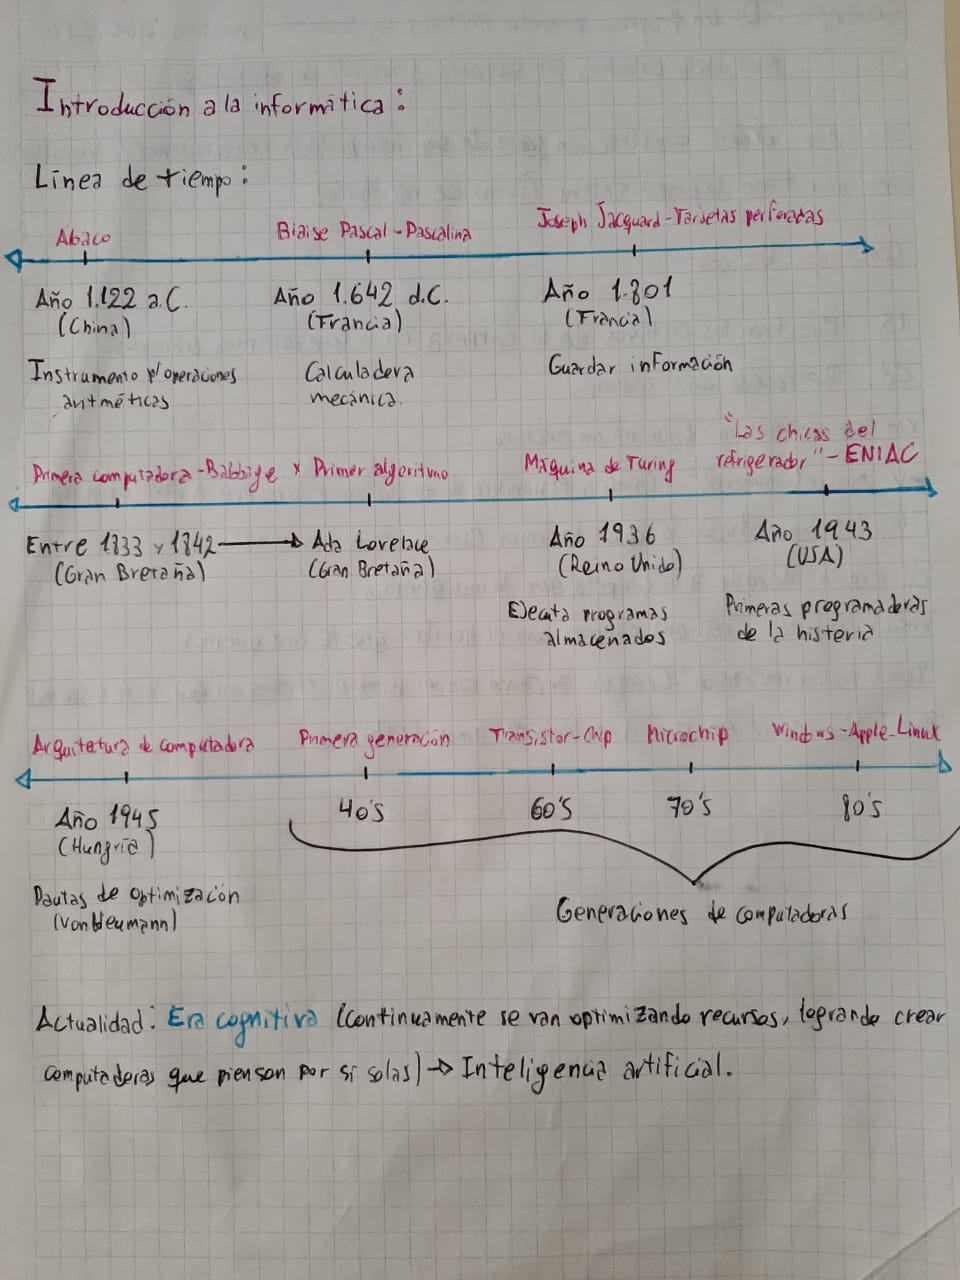 Introducción a la informática:
Línea de tiempo:
Abaco
Blaise Pascal - Pascalina
Joseph Jacquard - Tarjetas perforadas
Año 1.122 a.C.
(China)
Instrumento p/operaciones
aritméticas
Año 1.642 d.C.
(Francia)
Calculadora
mecánica.
Año 1.801
(Francia)
Guardar información
Primera computadora - Babbige x Primer algoritmo
Máquina de Turing
"Las chicas del
refrigerador" - ENIAC
Entre 1833 y 1842 → Ada Lovelace
(Gran Bretaña)
(Gran Bretaña)
Año 1936
(Reino Unido)
Ejecuta programas
almacenados
Año 1943
(USA)
Primeras programadoras
de la historia
Arquitetura de computadora
Primera generación
Transistor - Chip
Microchip
Windows - Apple - Linux
Año 1945
(Hungría)
Pautas de optimización
(Von Neumann)
40's
60's
70's
80's
Generaciones de computadoras
Actualidad: Era cognitiva (continuamente se van optimizando recursos, logrando crear
computadoras que piensan por si solas) → Inteligencia artificial.